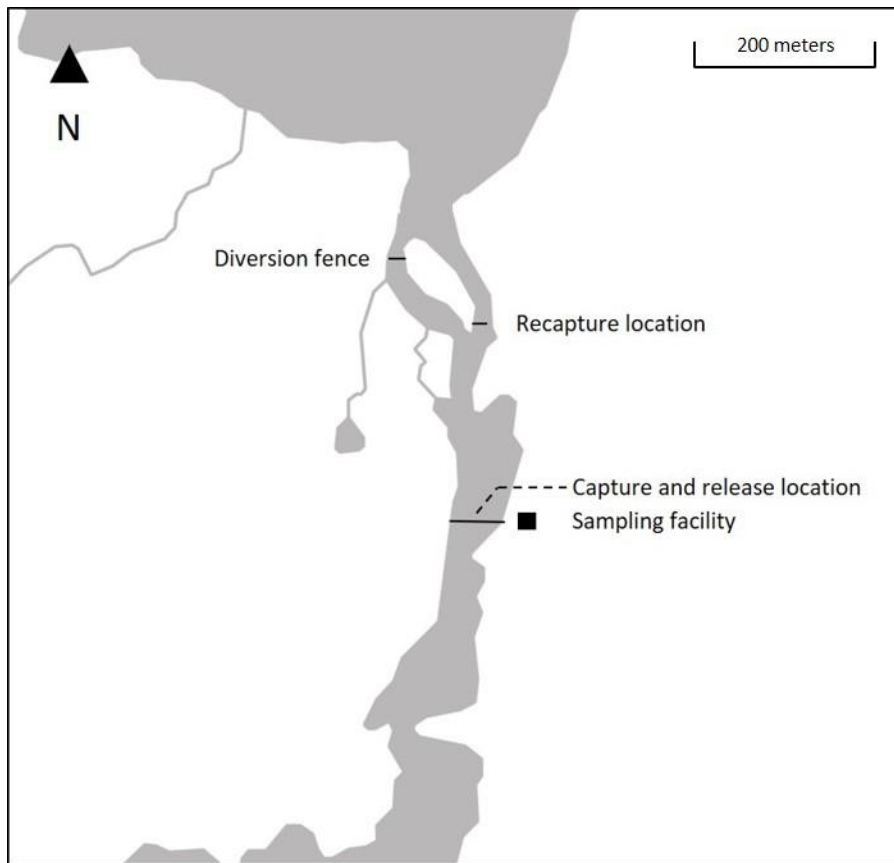 200 meters
N
Diversion fence
Recapture location
Capture and release location
Sampling facility